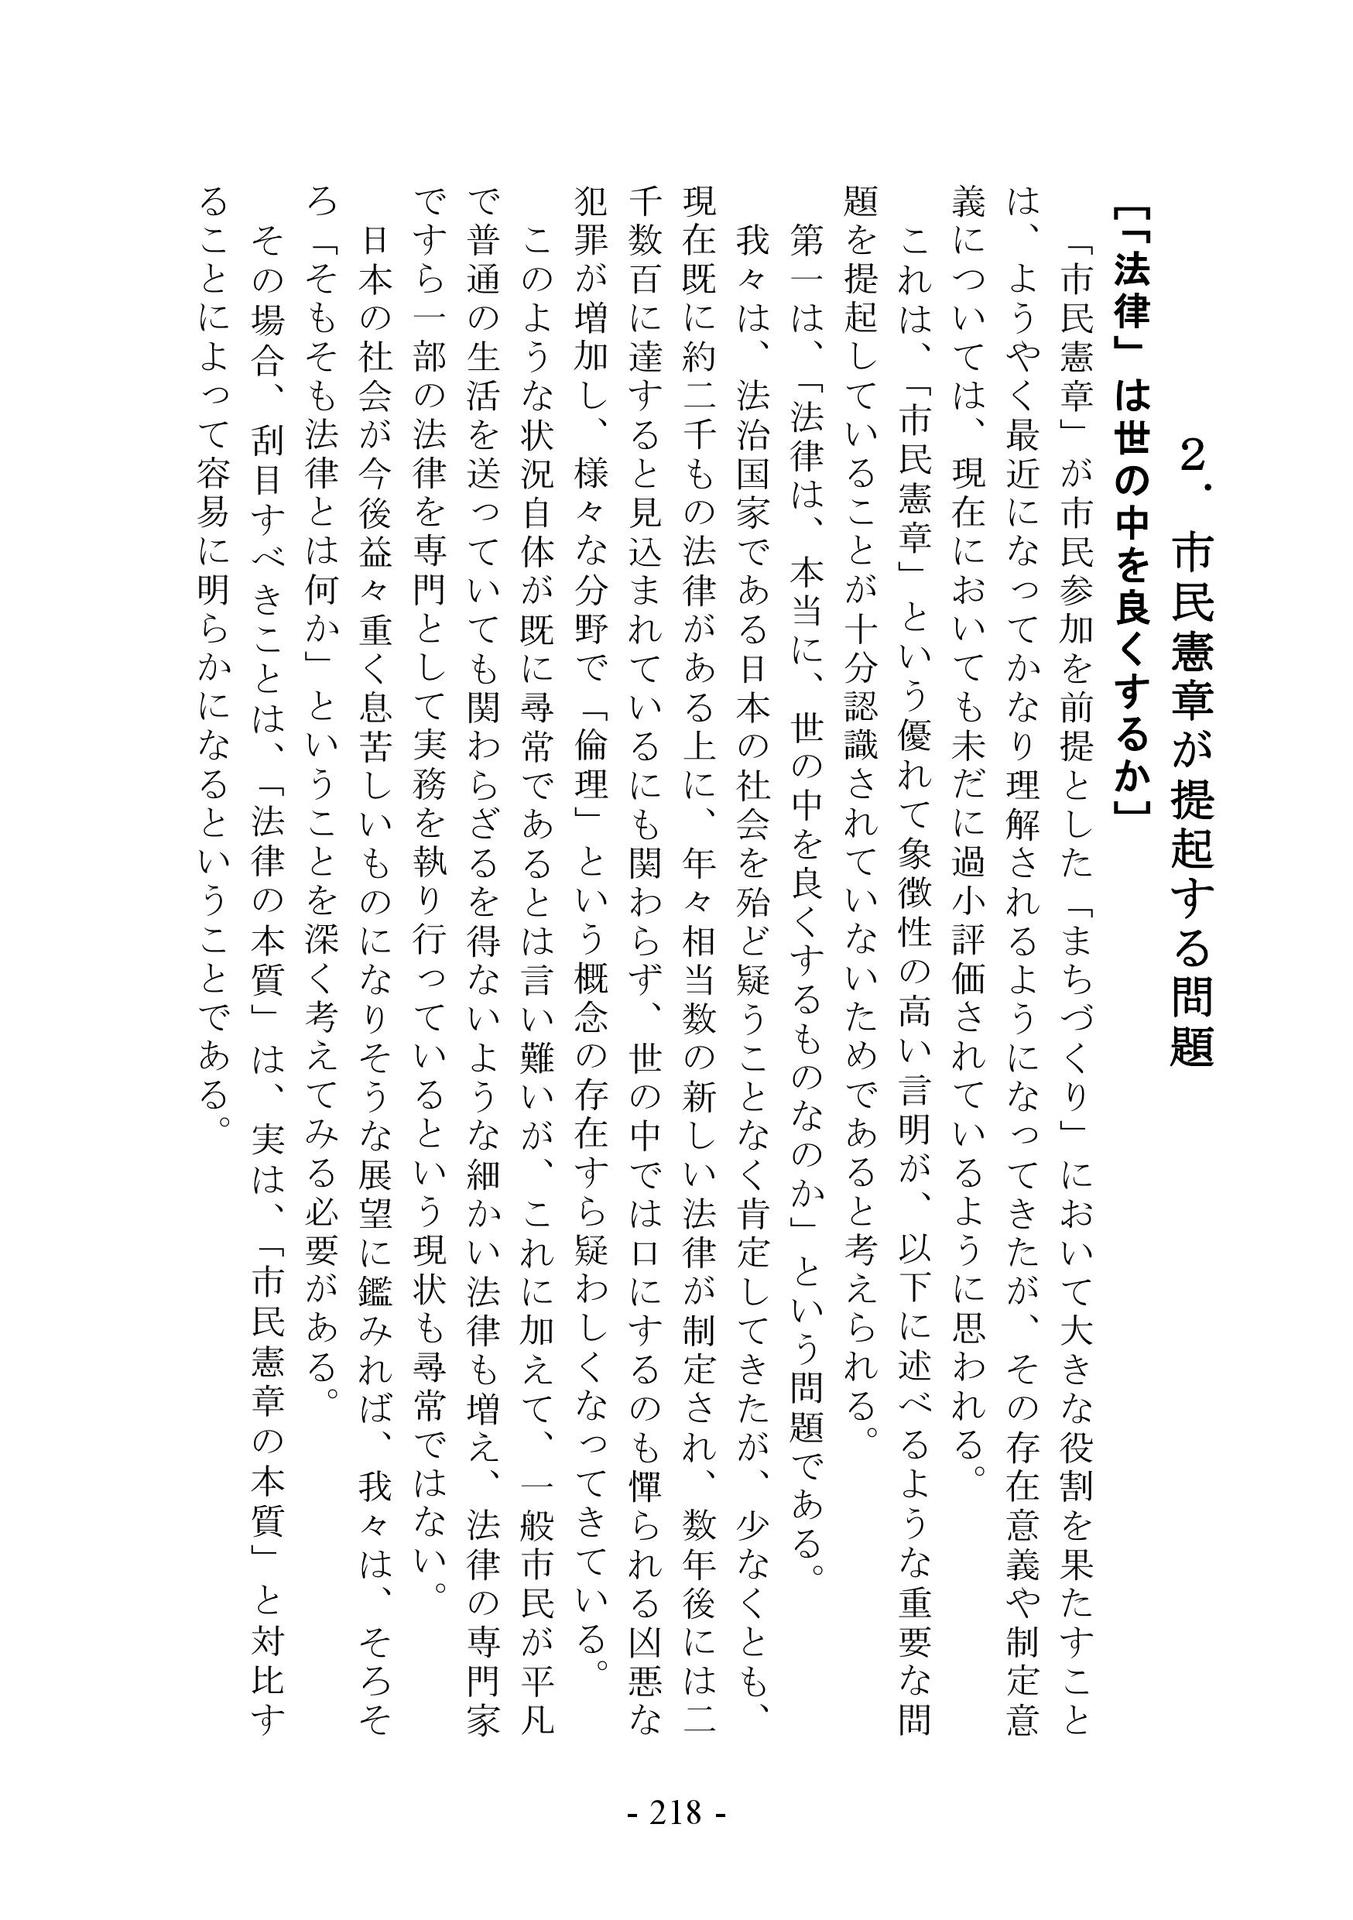 ２．市民憲章が提起する問題
［「法律」は世の中を良くするか］
「市民憲章」が市民参加を前提とした「まちづくり」において大きな役割を果たすこと
は、ようやく最近になってかなり理解されるようになってきたが、その存在意義や制定意
義については、現在においても未だに過小評価されているように思われる。
これは、「市民憲章」という優れて象徴性の高い言明が、以下に述べるような重要な問
題を提起していることが十分認識されていないためであると考えられる。
第一は、「法律は、本当に、世の中を良くするものなのか」という問題である。
我々は、法治国家である日本の社会を殆ど疑うことなく肯定してきたが、少なくとも、
現在既に約二千もの法律がある上に、年々相当数の新しい法律が制定され、数年後には二
千数百に達すると見込まれているにも関わらず、世の中では口にするのも憚られる凶悪な
犯罪が増加し、様々な分野で「倫理」という概念の存在すら疑わしくなってきている。
このような状況自体が既に尋常であるとは言い難いが、これに加えて、一般市民が平凡
で普通の生活を送っていても関わらざるを得ないような細かい法律も増え、法律の専門家
ですら一部の法律を専門として実務を執り行っているという現状も尋常ではない。
日本の社会が今後益々重く息苦しいものになりそうな展望に鑑みれば、我々は、そろそ
ろ「そもそも法律とは何か」ということを深く考えてみる必要がある。
その場合、刮目すべきことは、「法律の本質」は、実は、「市民憲章の本質」と対比す
ることによって容易に明らかになるということである。
- 218 -